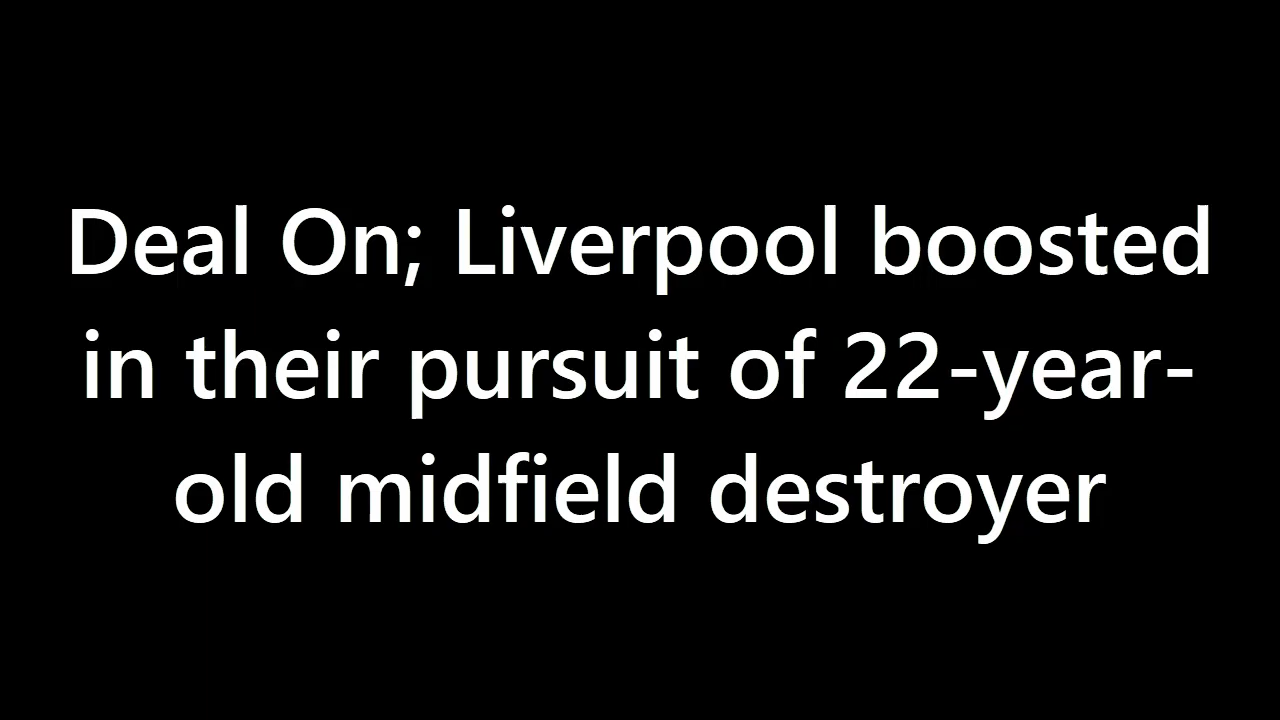 Deal On; Liverpool boosted
in their pursuit of 22-year-
old midfield destroyer